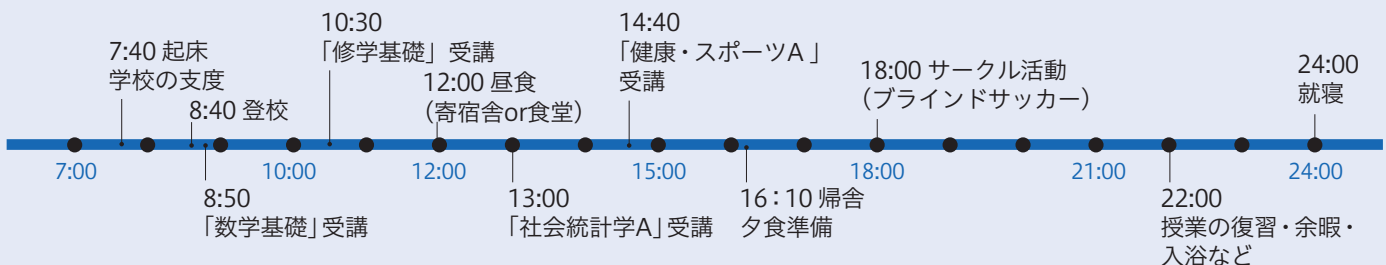 7:40 起床
学校の支度
8:40 登校
10:30
「修学基礎」受講
12:00 昼食
（寄宿舎or食堂）
14:40
「健康・スポーツA 」
受講
18:00 サークル活動
（ブラインドサッカー）
24:00
就寝
7:00
10:00
12:00
15:00
18:00
21:00
24:00
8:50
「数学基礎」受講
13:00
「社会統計学A」受講
16：10 帰舎
夕食準備
22:00
授業の復習・余暇・
入浴など